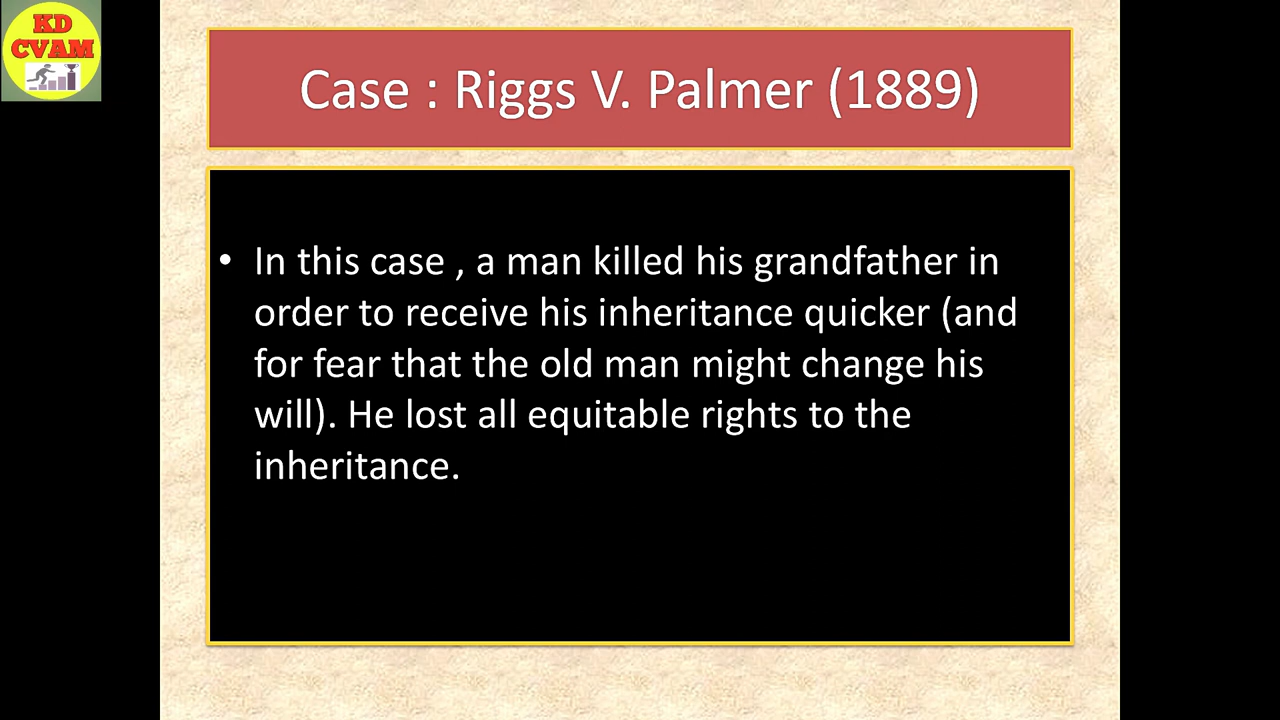 KD
CVAM
Case : Riggs V. Palmer (1889)
• In this case , a man killed his grandfather in
order to receive his inheritance quicker (and
for fear that the old man might change his
will). He lost all equitable rights to the
inheritance.